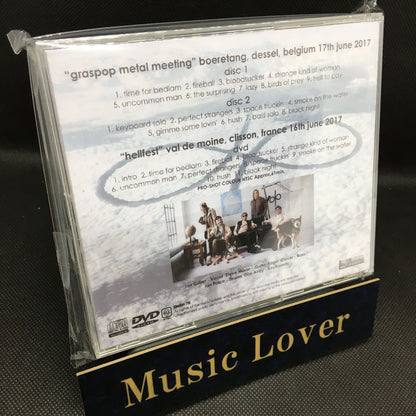 "graspop metal meeting" boeretang, dessel, belgium 17th june 2017
disc 1
1. time for bedlam 2. fireball 3. bloodsucker 4. strange kind of woman
5. uncommon man 6. the surprising 7. lazy 8. birds of prey 9. hell to pay
disc 2
1. keyboard solo 2. perfect strangers 3. space truckin' 4. smoke on the water
5. gimme some lovin' 6. hush 7. bass solo 8. black night
"hellfest" val de moine, clisson, france 16th june 2017
dvd
1. intro 2. time for bedlam 3. fireball 4. bloodsucker 5. strange kind of woman
6. uncommon man 7. perfect strangers 8. space truckin' 9. smoke on the water
10. hush 11. black night
PRO-SHOT COLOUR NTSC Approx.
Ian Gillan
DVD
Music Lover